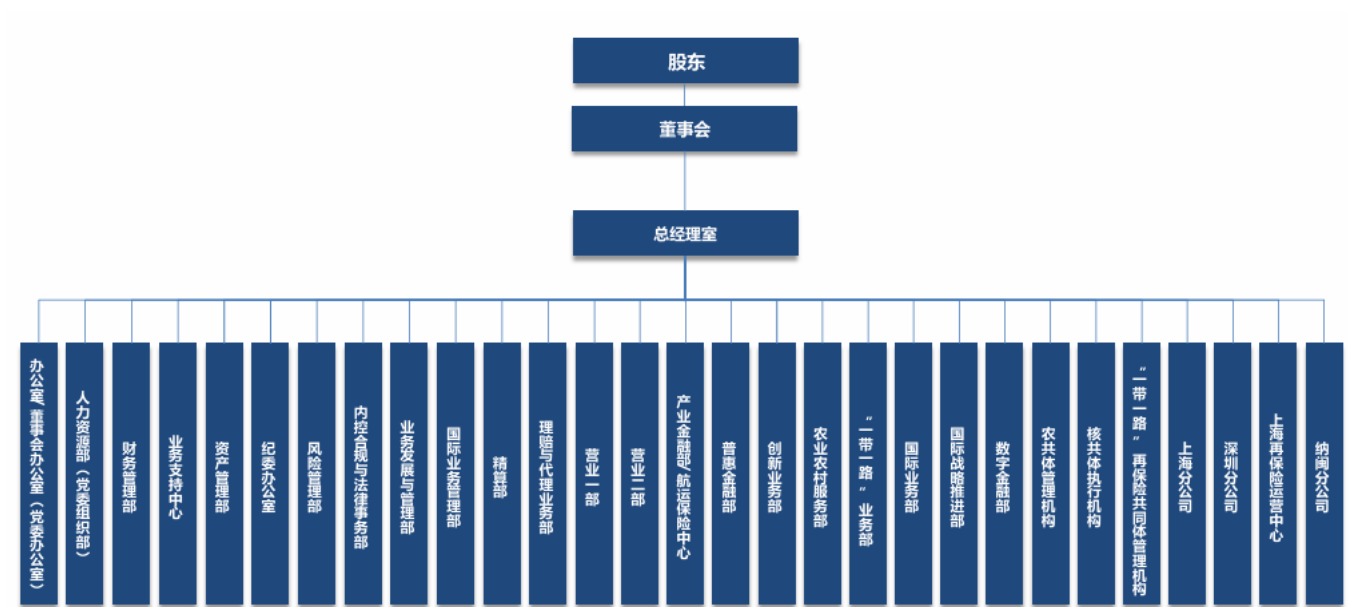 股东
董事会
总经理室
办公室/董事会办公室（党委办公室）
人力资源部（党委组织部）
财务管理部
业务支持中心
资产管理部
纪委办公室
风险管理部
内控合规与法律事务部
业务发展与管理部
国际业务管理部
精算部
理赔与代理业务部
营业一部
营业二部
产业金融部/航运保险中心
普惠金融部
创新业务部
农业农村服务部
“一带一路”业务部
国际业务部
国际战略推进部
数字金融部
农共体管理机构
核共体执行机构
“一带一路”再保险共同体管理机构
上海分公司
深圳分公司
上海再保险运营中心
纳闽分公司